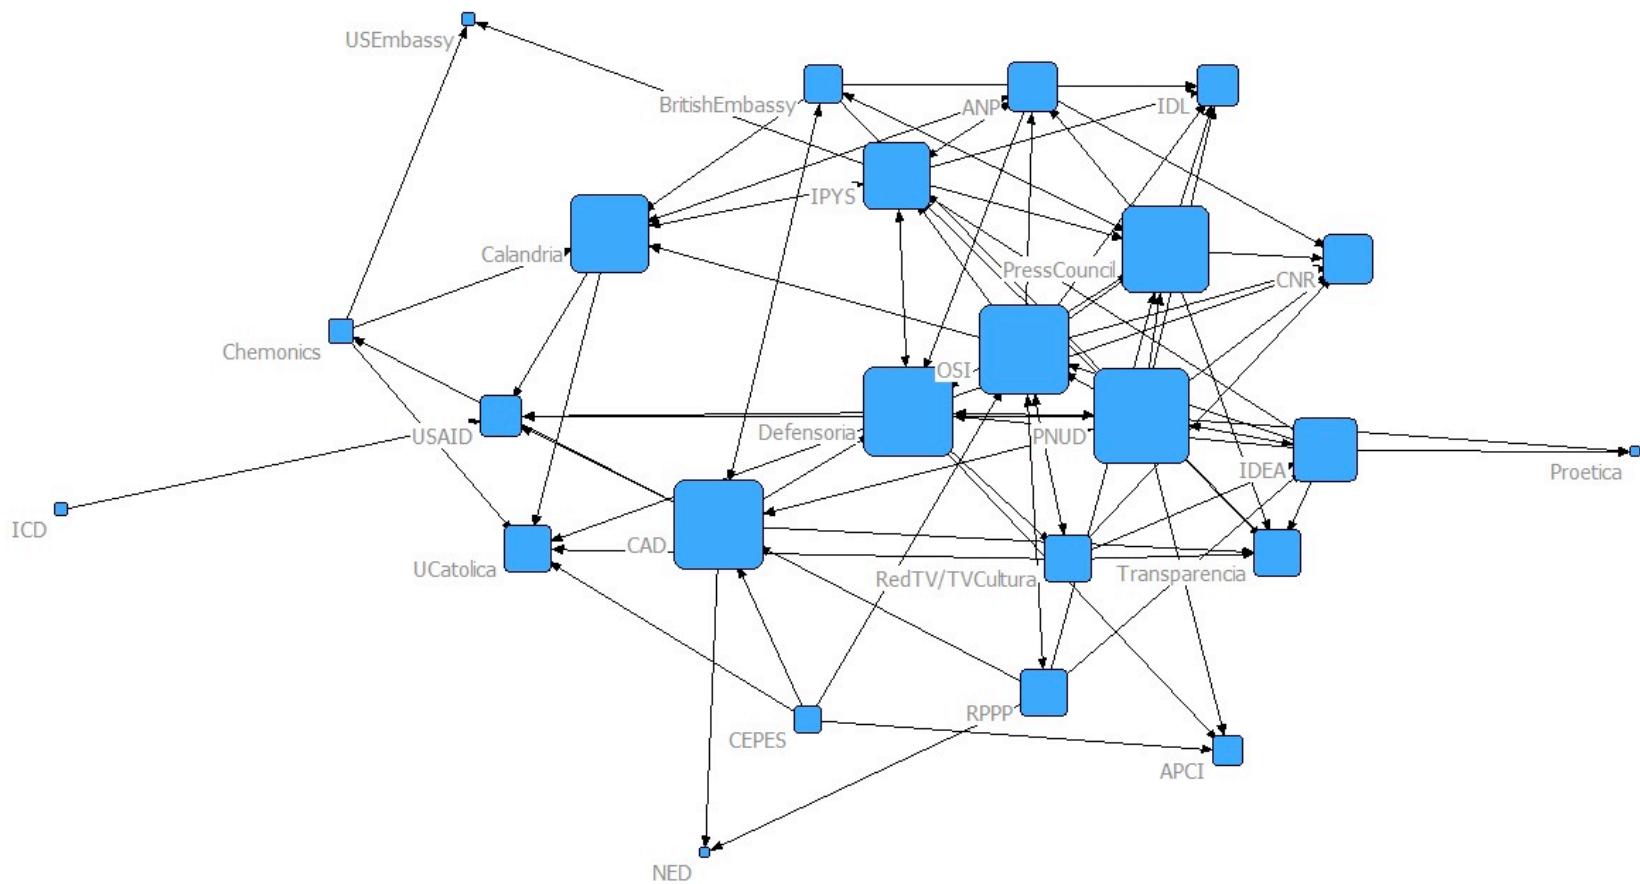 USEmbassy
BritishEmbassy
ANP
IDL
IPYS
Calandria
PressCouncil
CNR
Chemonics
OSI
USAID
Defensoria
PNUD
IDEA
Proetica
ICD
UCatolica
CAD
RedTV/TVCultura
Transparencia
CEPES
RPPP
APCI
NED